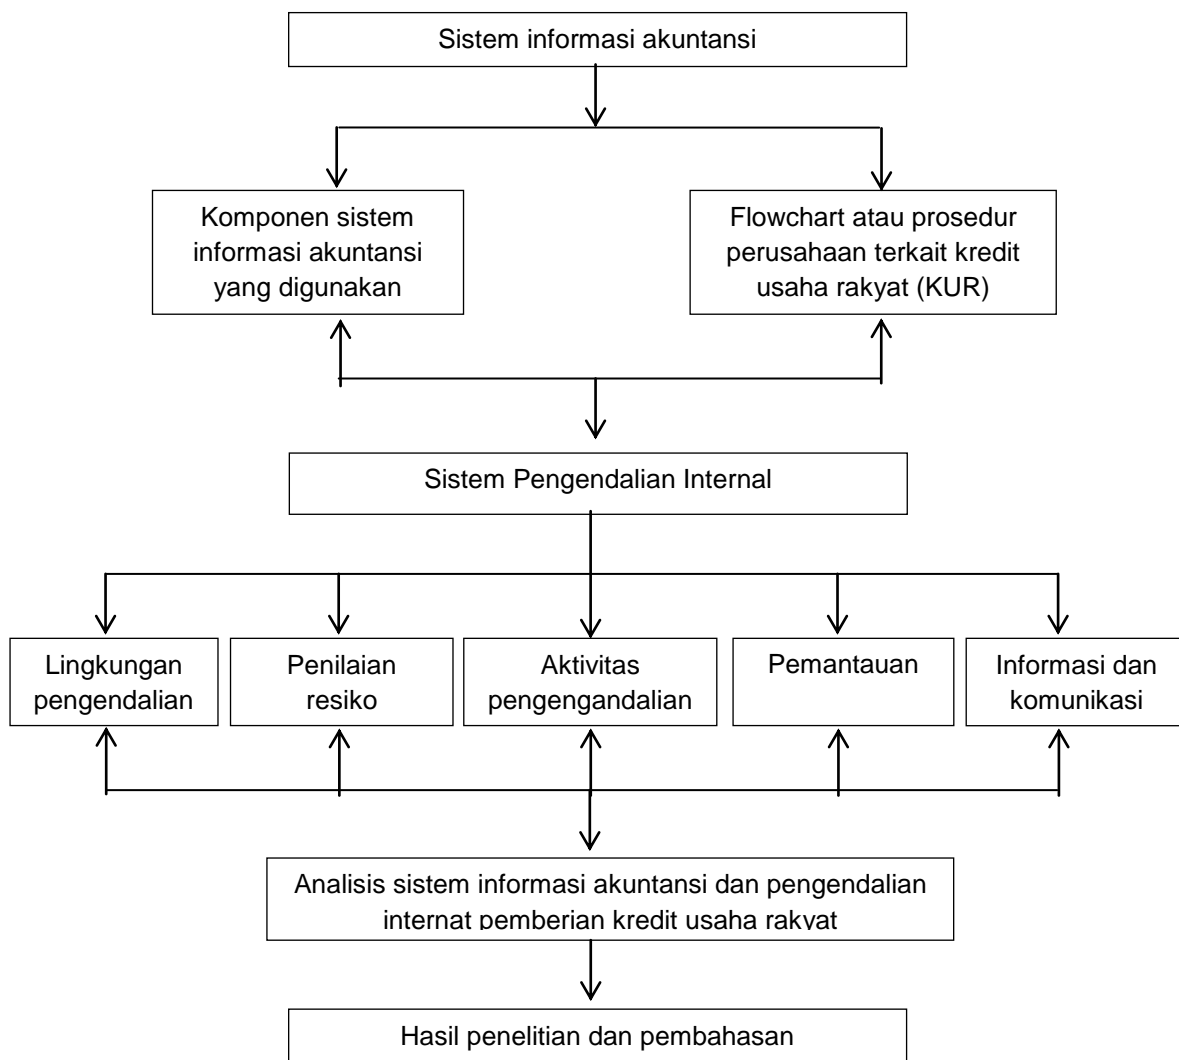 Sistem informasi akuntansi
Komponen sistem
informasi akuntansi
yang digunakan
Flowchart atau prosedur
perusahaan terkait kredit
usaha rakyat (KUR)
Sistem Pengendalian Internal
Lingkungan
pengendalian
Penilaian
resiko
Aktivitas
pengengandalian
Pemantauan
Informasi dan
komunikasi
Analisis sistem informasi akuntansi dan pengendalian
internat pemberian kredit usaha rakyat
Hasil penelitian dan pembahasan